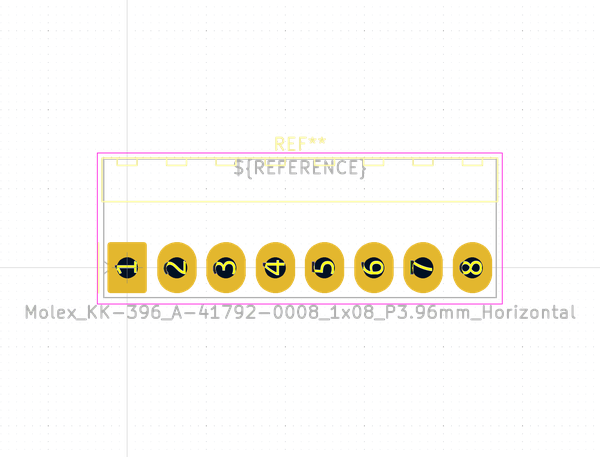 REF**
${REFERENCE}
1 2 3 4 5 6 7 8
Molex_KK-396_A-41792-0008_1x08_P3.96mm_Horizontal